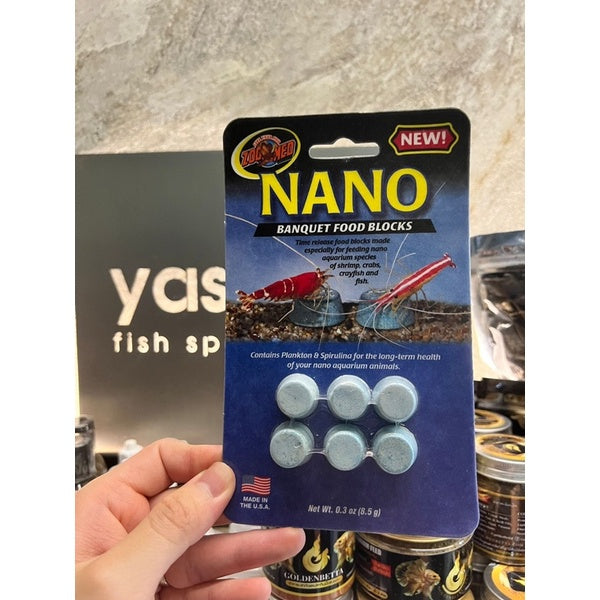 ZOO MED
NEW!
NANO
BANQUET FOOD BLOCKS
Time release food blocks made
especially for feeding nano
aquarium species
of shrimp, crabs,
crayfish and
fish.
yas
fish sp
Contains Plankton & Spirulina for the long-term health
of your nano aquarium animals.
MADE IN
THE U.S.A.
Net Wt. 0.3 oz (8.5 g)
GOLDENBETTA
FEED